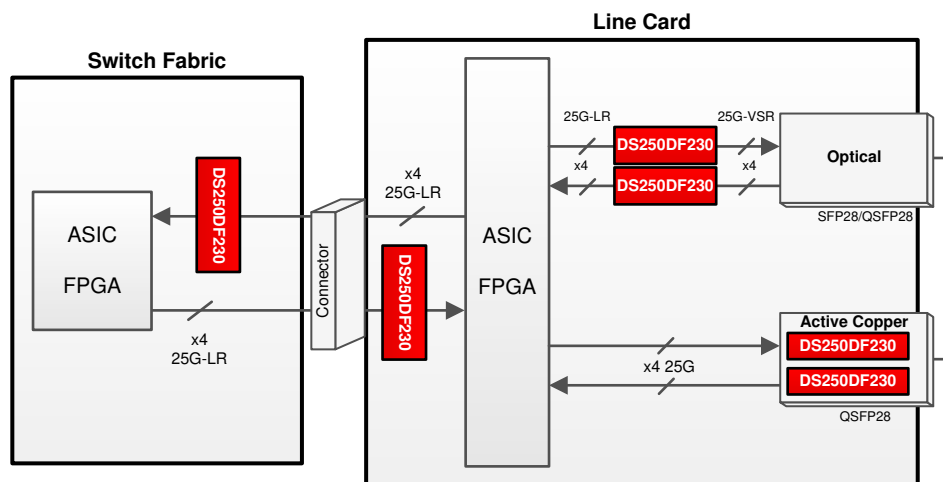 Line Card
Switch Fabric
ASIC
FPGA
DS250DF230
x4
25G-LR
Connector
x4
25G-LR
DS250DF230
ASIC
FPGA
25G-LR
DS250DF230
25G-VSR
x4
DS250DF230
x4
Optical
SFP28/QSFP28
Active Copper
DS250DF230
x4 25G
DS250DF230
QSFP28